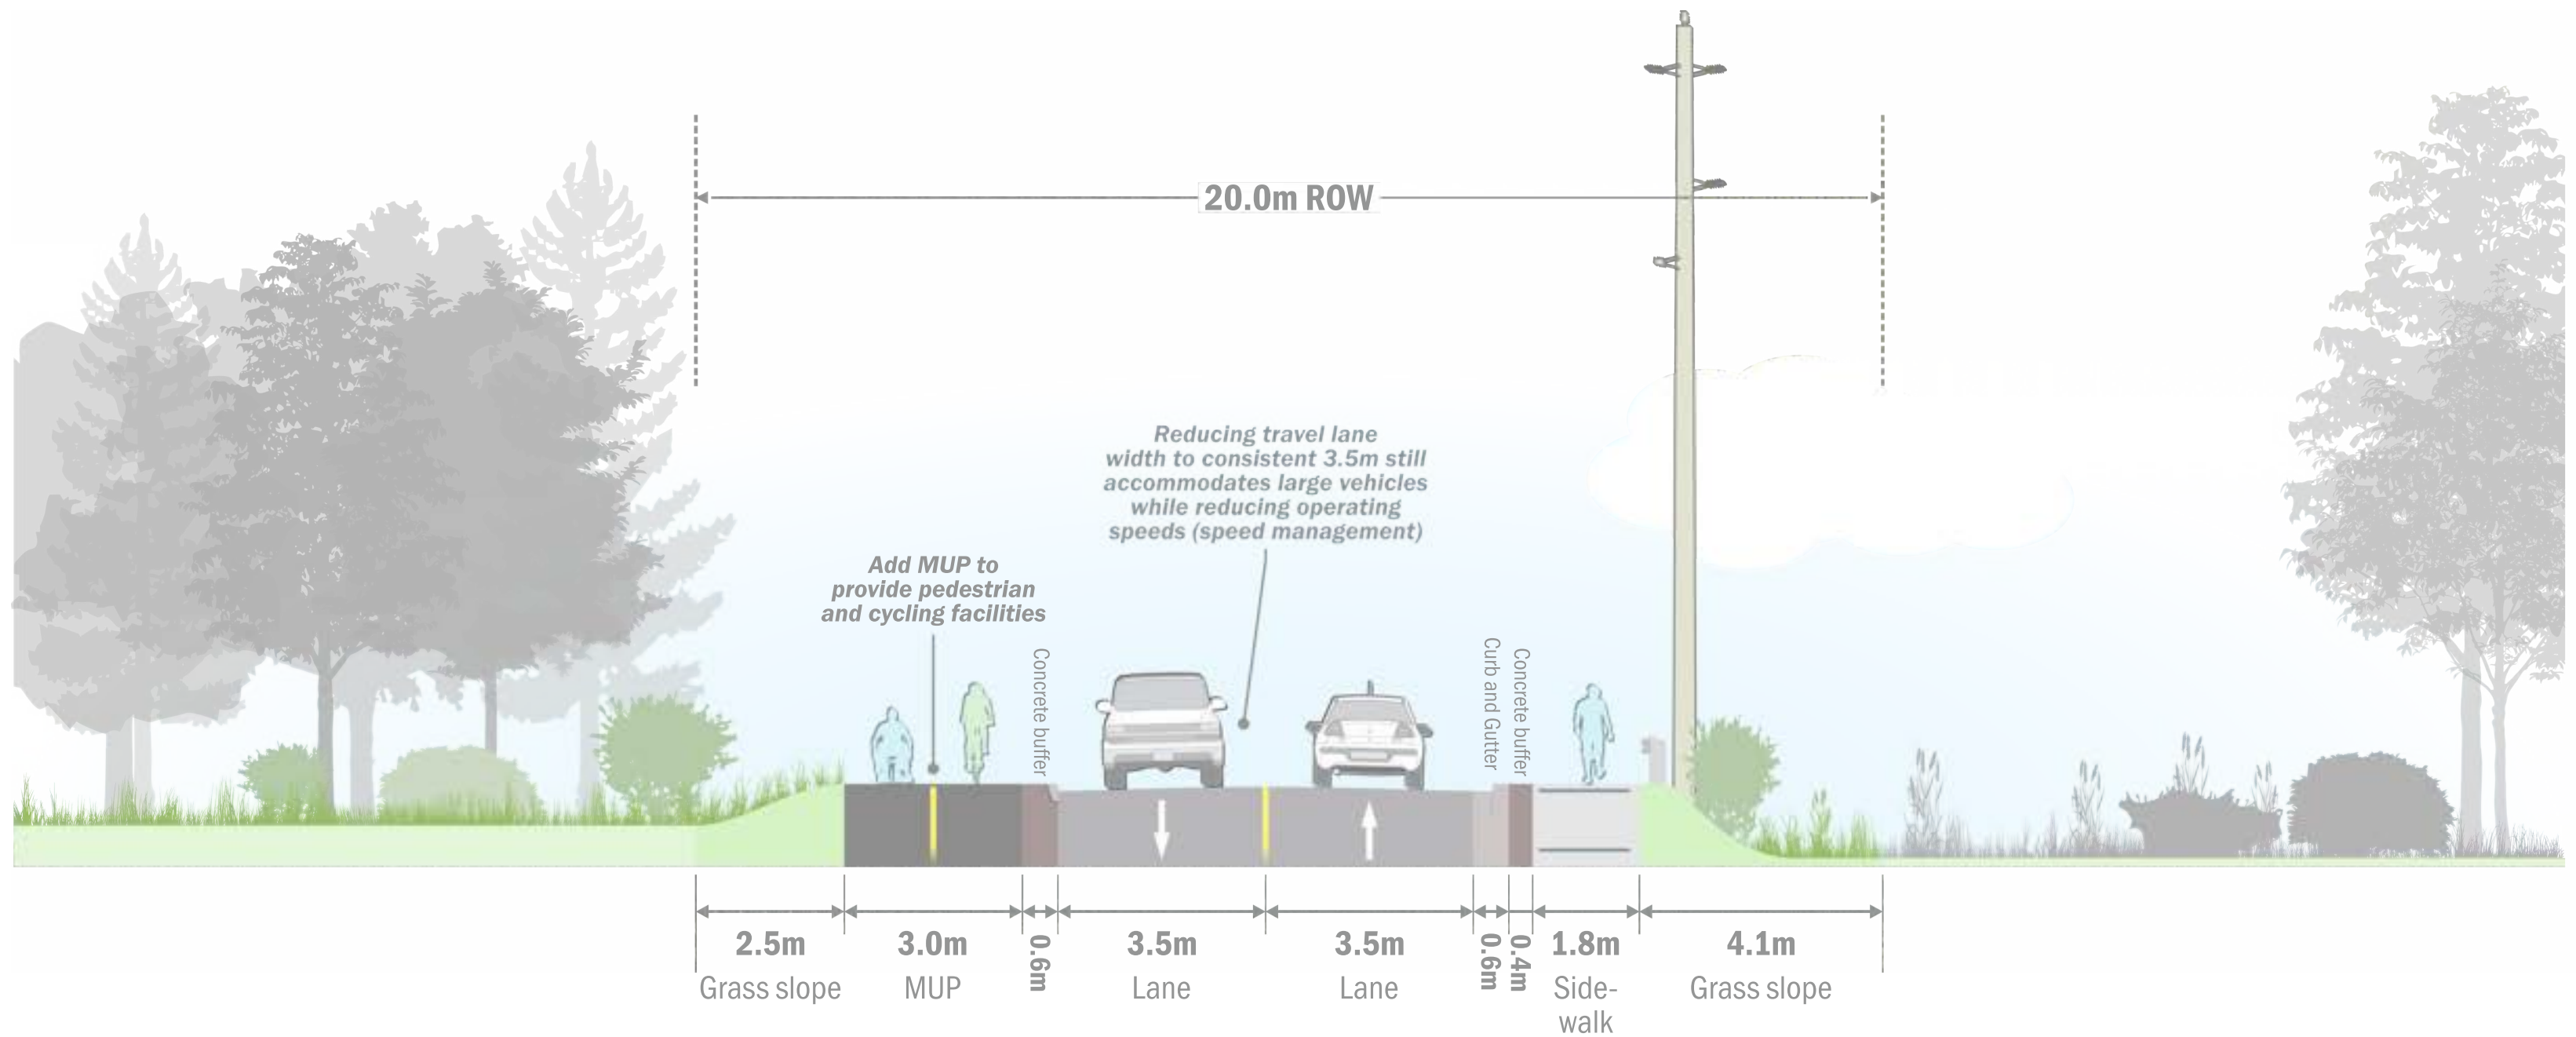 20.0m ROW
Reducing travel lane
width to consistent 3.5m still
accommodates large vehicles
while reducing operating
speeds (speed management)
Add MUP to
provide pedestrian
and cycling facilities
Concrete buffer
Curb and Gutter
Concrete buffer
2.5m
Grass slope
3.0m
MUP
0.6m
3.5m
Lane
3.5m
Lane
0.6m
0.4m
1.8m
Side-
walk
4.1m
Grass slope